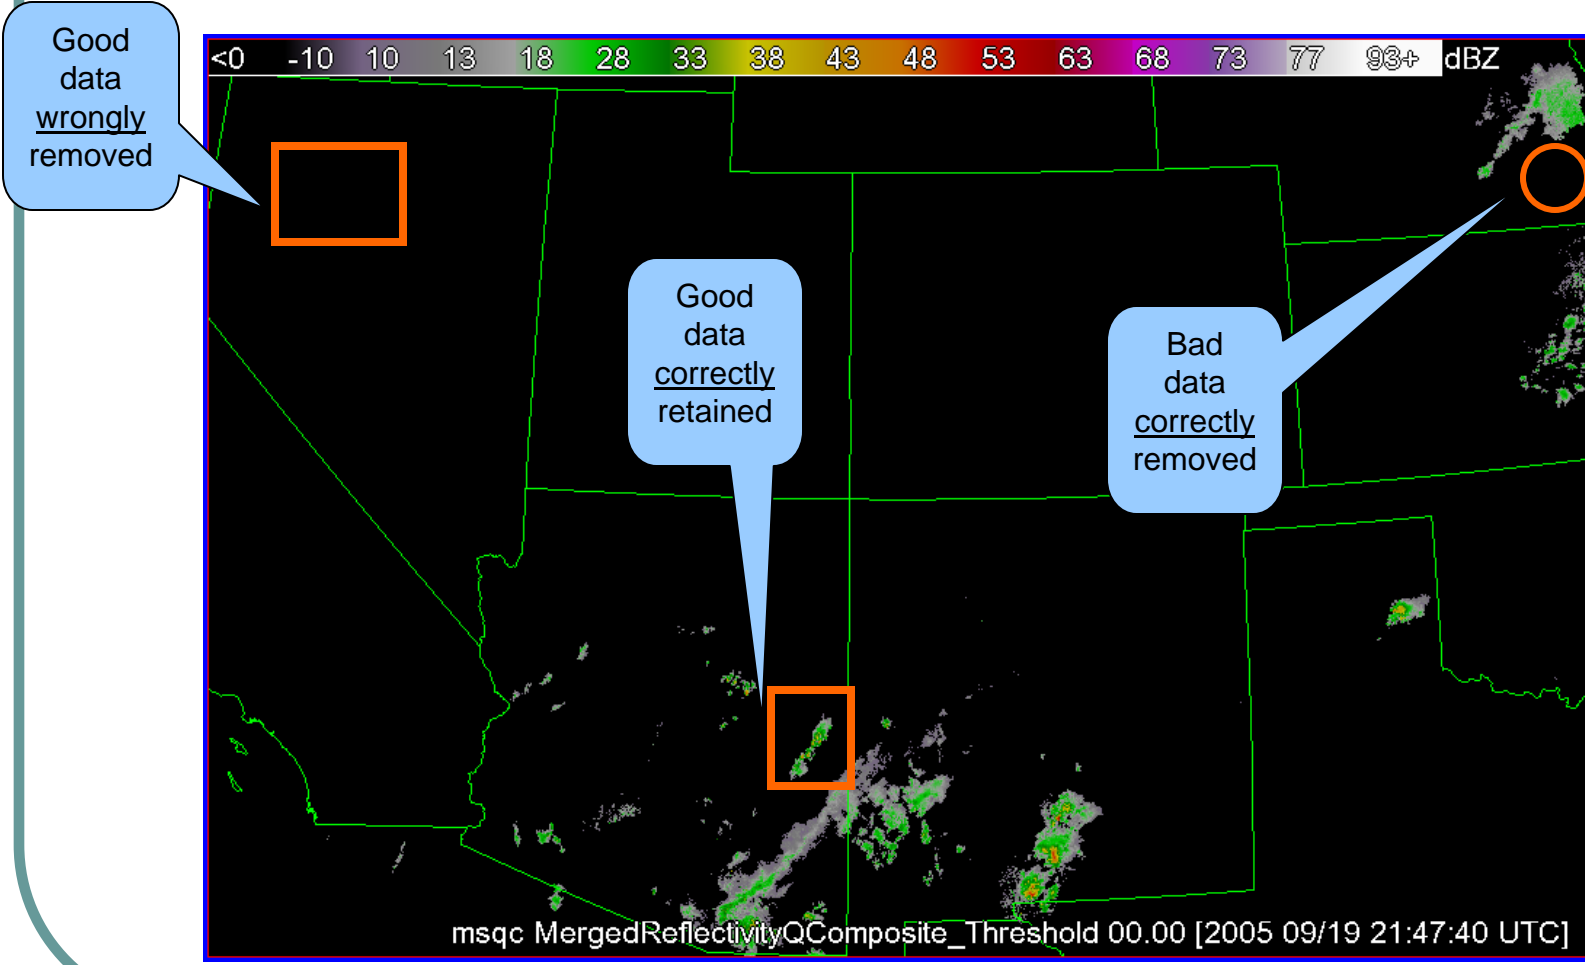 Good
data
wrongly
removed
<0 -10 10 13 18 28 33 38 43 48 53 63 68 73 77 93+ dBZ
Good
data
correctly
retained
Bad
data
correctly
removed
msqc MergedReflectivityQComposite_Threshold 00.00 [2005 09/19 21:47:40 UTC]